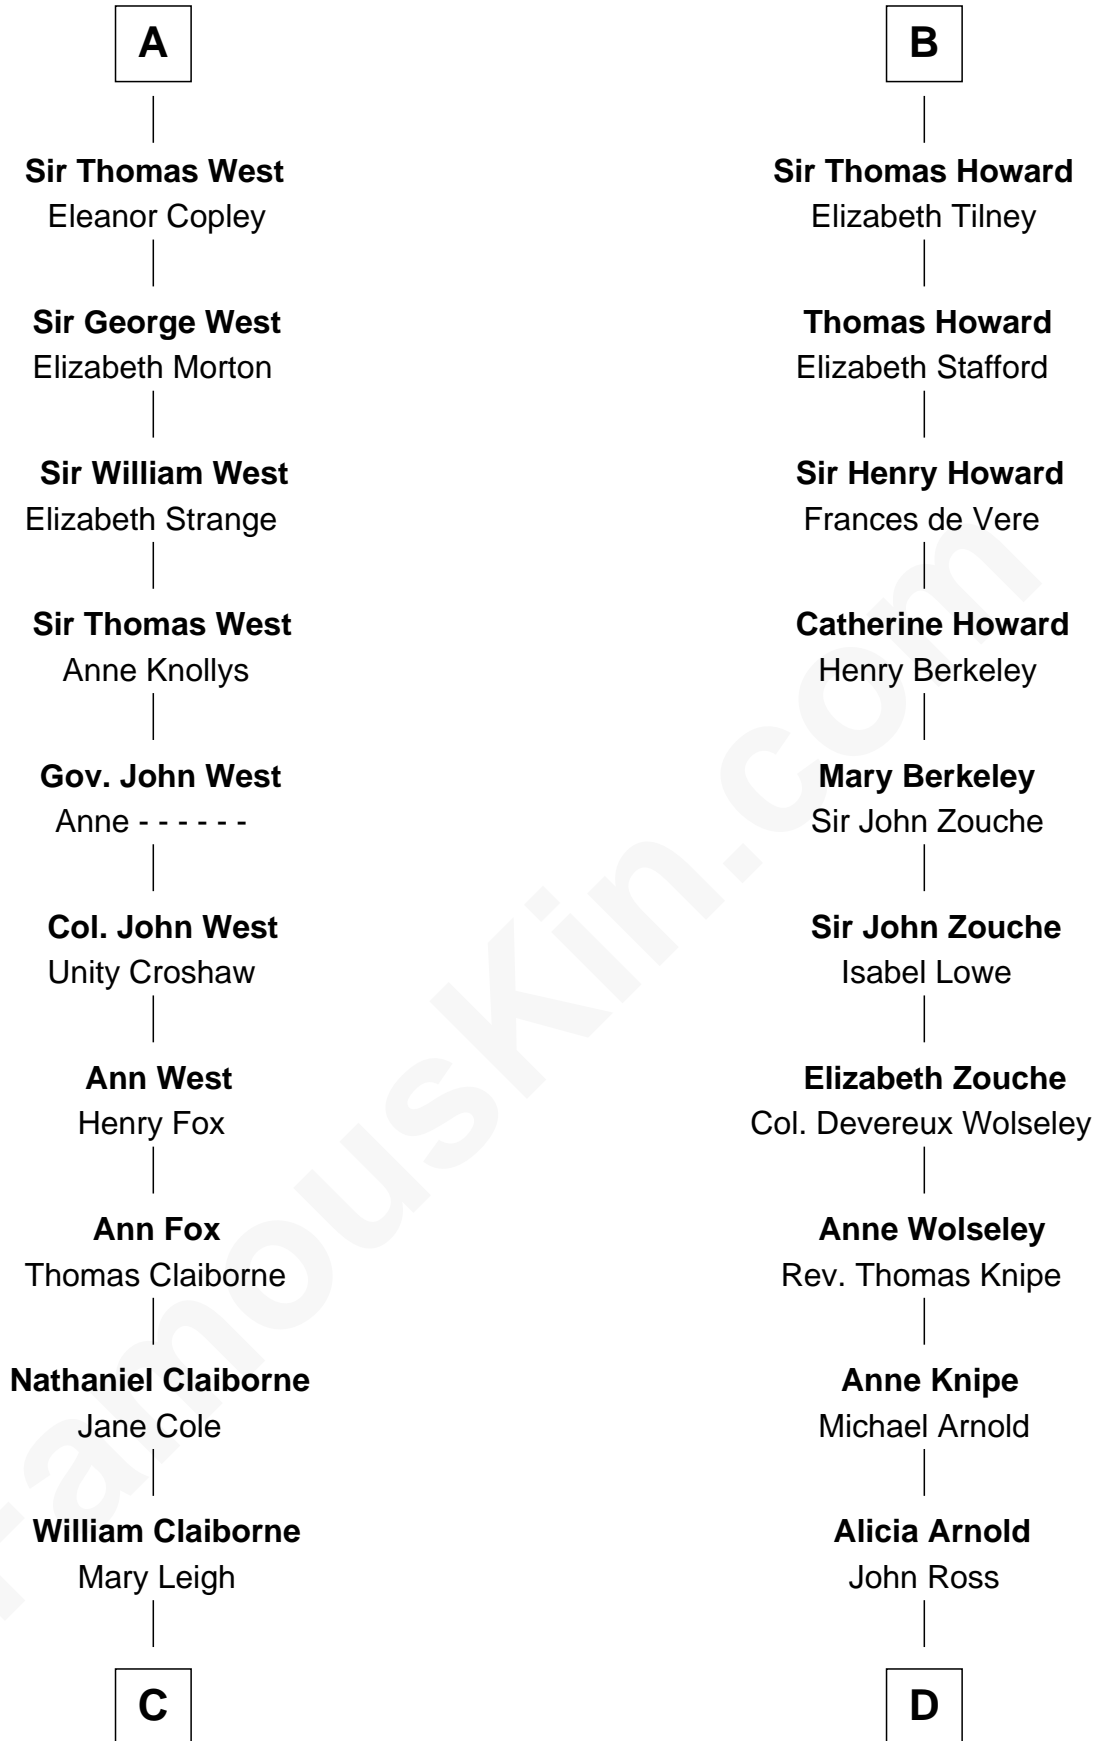 A
Sir Thomas West
Eleanor Copley
Sir George West
Elizabeth Morton
Sir William West
Elizabeth Strange
Sir Thomas West
Anne Knollys
Gov. John West
Anne - - - - - -
Col. John West
Unity Croshaw
Ann West
Henry Fox
Ann Fox
Thomas Claiborne
Nathaniel Claiborne
Jane Cole
William Claiborne
Mary Leigh
C
B
Sir Thomas Howard
Elizabeth Tilney
Thomas Howard
Elizabeth Stafford
Sir Henry Howard
Frances de Vere
Catherine Howard
Henry Berkeley
Mary Berkeley
Sir John Zouche
Sir John Zouche
Isabel Lowe
Elizabeth Zouche
Col. Devereux Wolseley
Anne Wolseley
Rev. Thomas Knipe
Anne Knipe
Michael Arnold
Alicia Arnold
John Ross
D
FamousKin.com